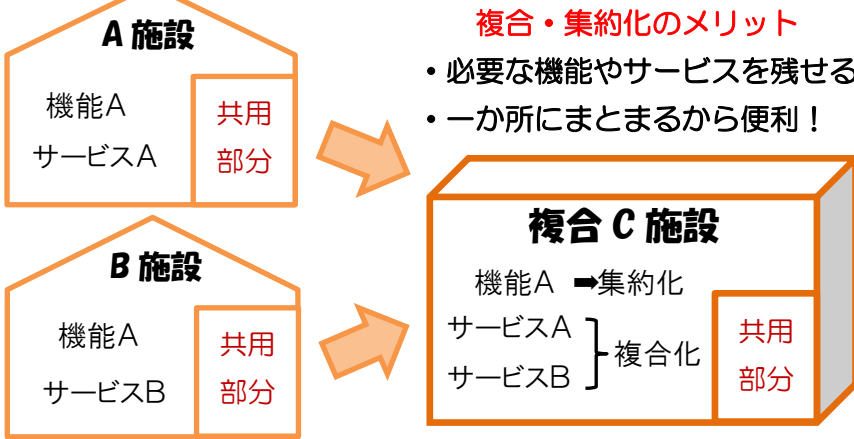 A 施設
機能A
サービスA
共用
部分
B 施設
機能A
サービスB
共用
部分
複合・集約化のメリット
・必要な機能やサービスを残せる
・一か所にまとまるから便利！
複合 C 施設
機能A ➡集約化
サービスA
サービスB
複合化
共用
部分